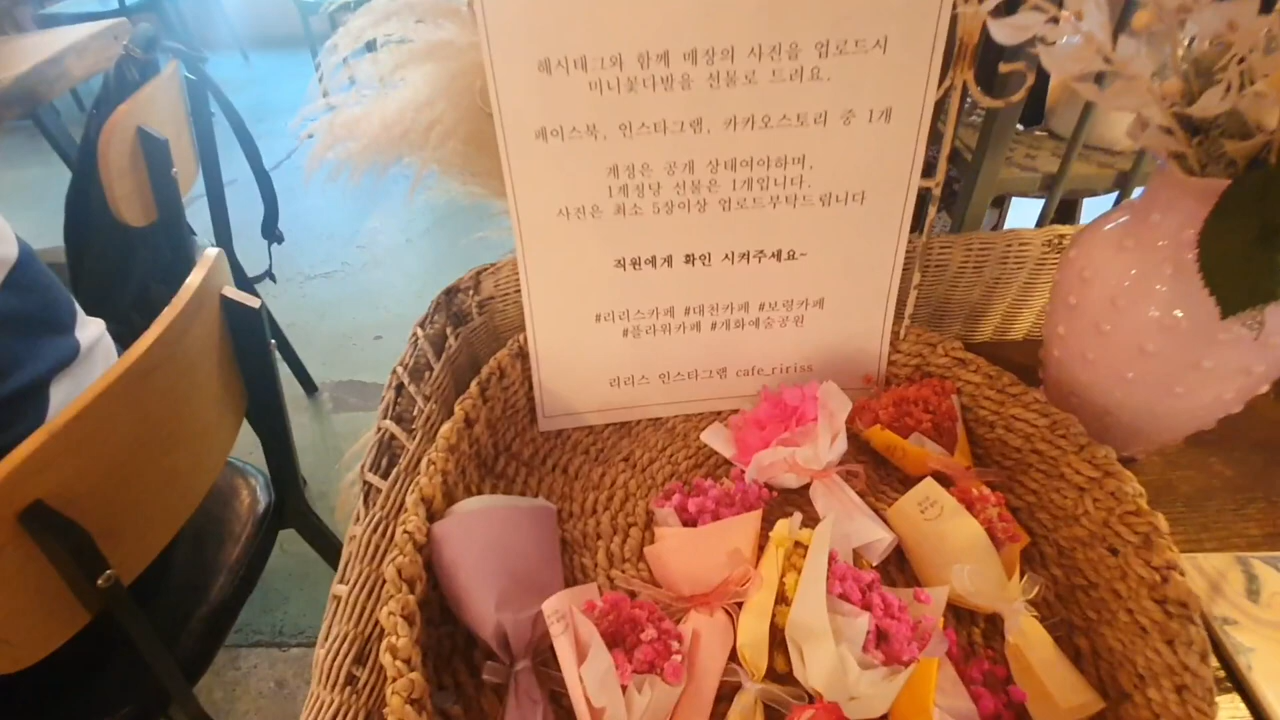 해시태그와 함께 매장의 사진을 업로드시
미니꽃다발을 선물로 드려요.
페이스북, 인스타그램, 카카오스토리 중 1개
계정은 공개 상태여야하며,
1계정당 선물은 1개입니다.
사진은 최소 5장이상 업로드부탁드립니다
직원에게 확인 시켜주세요~
#리리스카페 #대천카페 #보령카페
#플라워카페 #개화예술공원
리리스 인스타그램 cafe_ririss